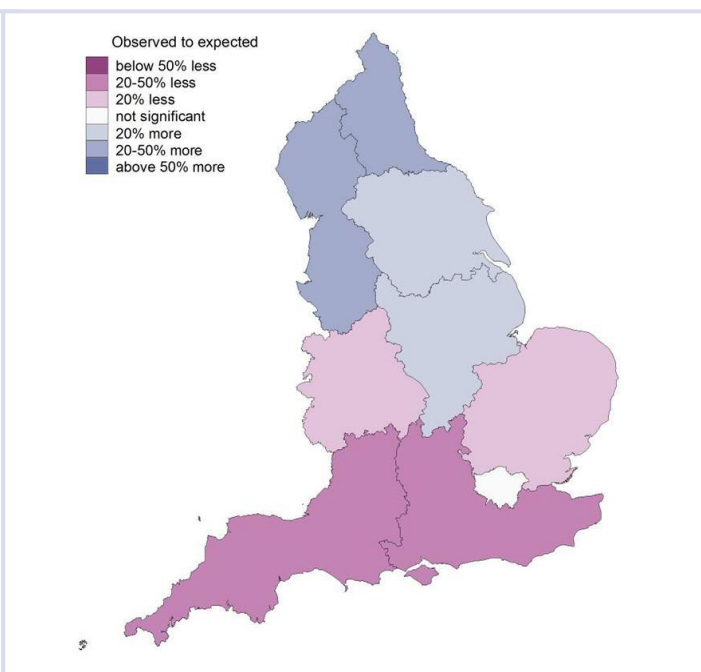 Observed to expected
below 50% less
20-50% less
20% less
not significant
20% more
20-50% more
above 50% more